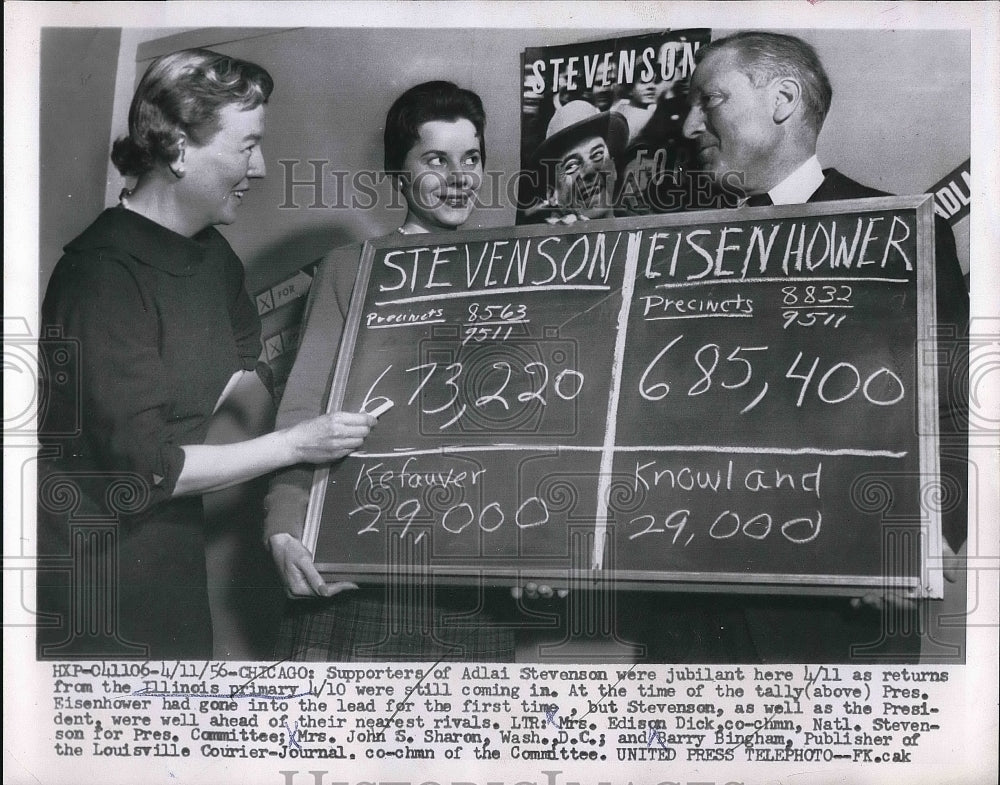 STEVENSON
ADL
X FOR
X
STEVENSON EISENHOWER
Precincts 8563 Precincts 8832
9511 9511
673,220 685,400
Kefauver Knowland
29,000 29,000
Historic Images
HXP-041106-4/11/56-CHICAGO: Supporters of Adlai Stevenson were jubilant here 4/11 as returns
from the Illinois primary 4/10 were still coming in. At the time of the tally(above) Pres.
Eisenhower had gone into the lead for the first time, but Stevenson, as well as the Presi-
dent, were well ahead of their nearest rivals. LTR: Mrs. Edison Dick,co-chmn, Natl. Steven-
son for Pres. Committee; Mrs. John S. Sharon, Wash.,D.C.; and Barry Bingham, Publisher of
the Louisville Courier-Journal. co-chmn of the Committee. UNITED PRESS TELEPHOTO--FK.cak